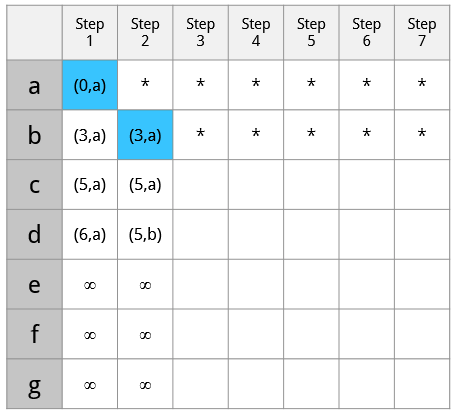 Step 1 Step 2 Step 3 Step 4 Step 5 Step 6 Step 7
a (0,a) * * * * * *
b (3,a) (3,a) * * * * *
c (5,a) (5,a)
d (6,a) (5,b)
e ∞ ∞
f ∞ ∞
g ∞ ∞